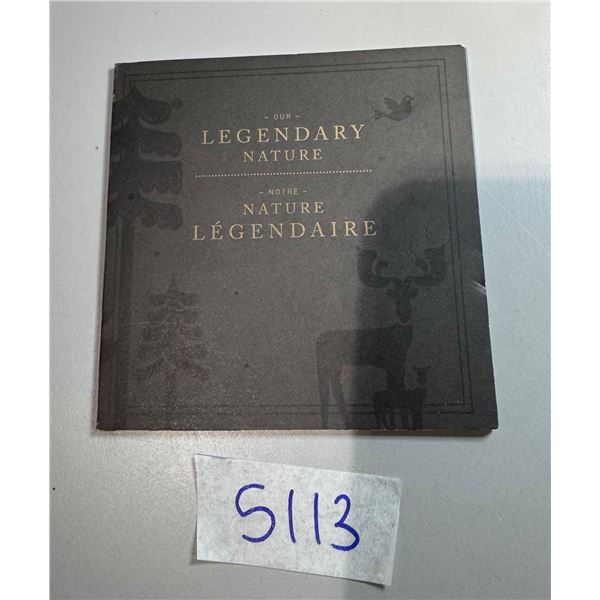 - OUR -
LEGENDARY
NATURE
- NOTRE -
NATURE
LÉGENDAIRE
5113